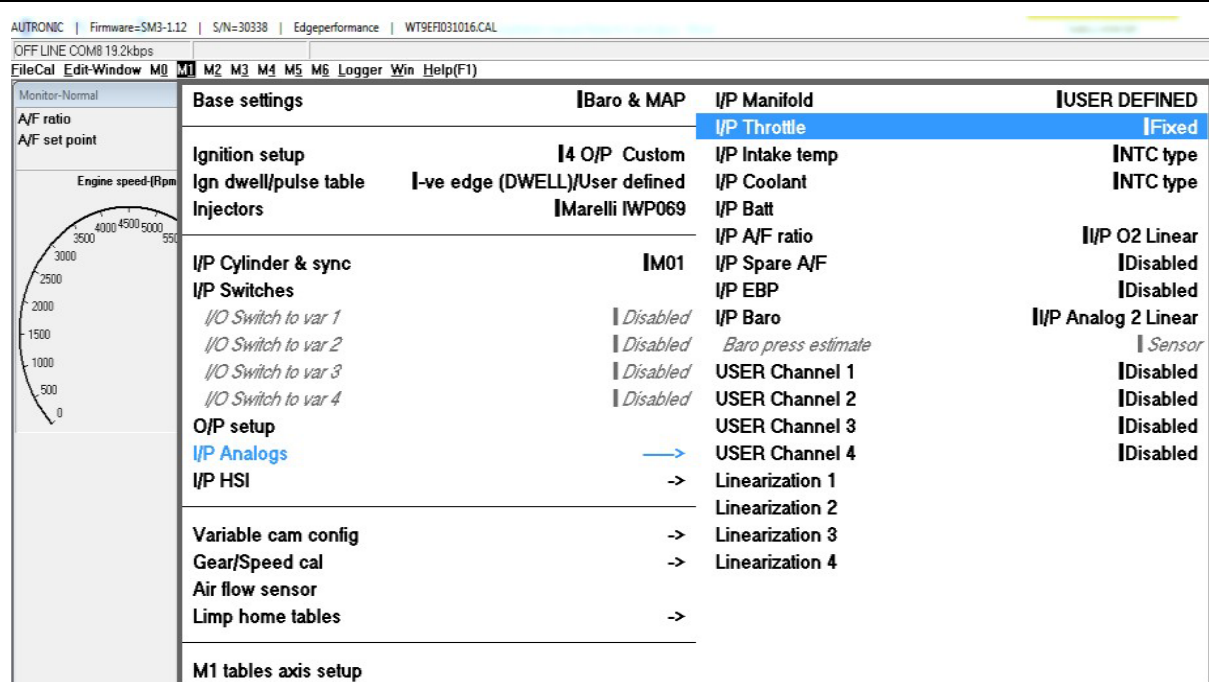 AUTRONIC | Firmware=SM3-1.12 | S/N=30338 | Edgeperformance | WT9EFI031016.CAL
OFF LINE COM8 19.2kbps
FileCal Edit-Window M0 M1 M2 M3 M4 M5 M6 Logger Win Help(F1)
Monitor-Normal
A/F ratio
A/F set point
Engine speed-(Rpm
0
500
1000
1500
2000
2500
3000
3500
4000
4500
5000
550
Base settings Baro & MAP
Ignition setup 4 O/P Custom
Ign dwell/pulse table -ve edge (DWELL)/User defined
Injectors Marelli IWP069
I/P Cylinder & sync M01
I/P Switches
I/O Switch to var 1 Disabled
I/O Switch to var 2 Disabled
I/O Switch to var 3 Disabled
I/O Switch to var 4 Disabled
O/P setup
I/P Analogs --->
I/P HSI ->
Variable cam config ->
Gear/Speed cal ->
Air flow sensor
Limp home tables ->
M1 tables axis setup
I/P Manifold USER DEFINED
I/P Throttle Fixed
I/P Intake temp NTC type
I/P Coolant NTC type
I/P Batt
I/P A/F ratio I/P O2 Linear
I/P Spare A/F Disabled
I/P EBP Disabled
I/P Baro I/P Analog 2 Linear
Baro press estimate Sensor
USER Channel 1 Disabled
USER Channel 2 Disabled
USER Channel 3 Disabled
USER Channel 4 Disabled
Linearization 1
Linearization 2
Linearization 3
Linearization 4